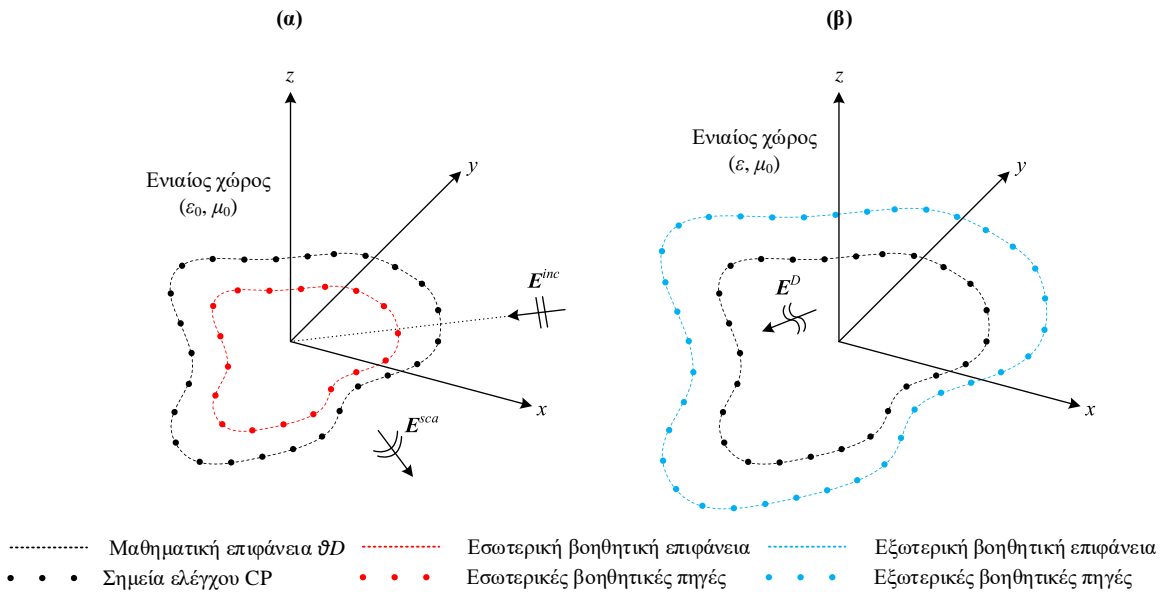 (α)
(β)
z
Ενιαίος χώρος
(ε₀, μ₀)
y
E^{inc}
x
E^{sca}
z
Ενιαίος χώρος
(ε, μ₀)
y
E^{D}
x
Μαθηματική επιφάνεια ϑD
Εσωτερική βοηθητική επιφάνεια
Εξωτερική βοηθητική επιφάνεια
Σημεία ελέγχου CP
Εσωτερικές βοηθητικές πηγές
Εξωτερικές βοηθητικές πηγές